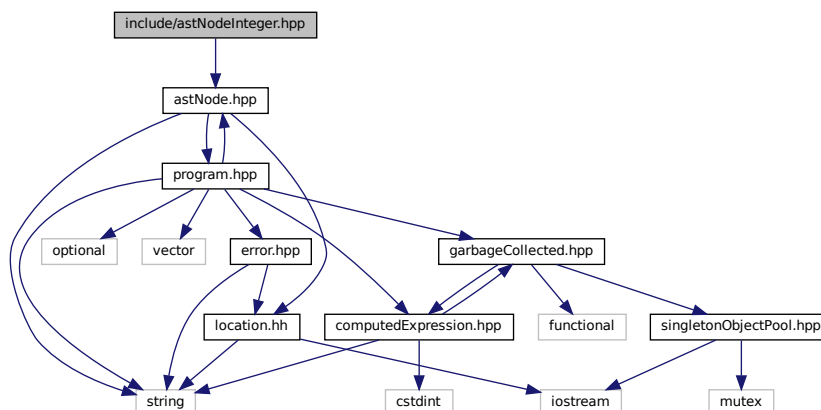 include/astNodeInteger.hpp
astNode.hpp
program.hpp
optional
vector
error.hpp
garbageCollected.hpp
location.hh
computedExpression.hpp
functional
singletonObjectPool.hpp
string
cstdint
iostream
mutex